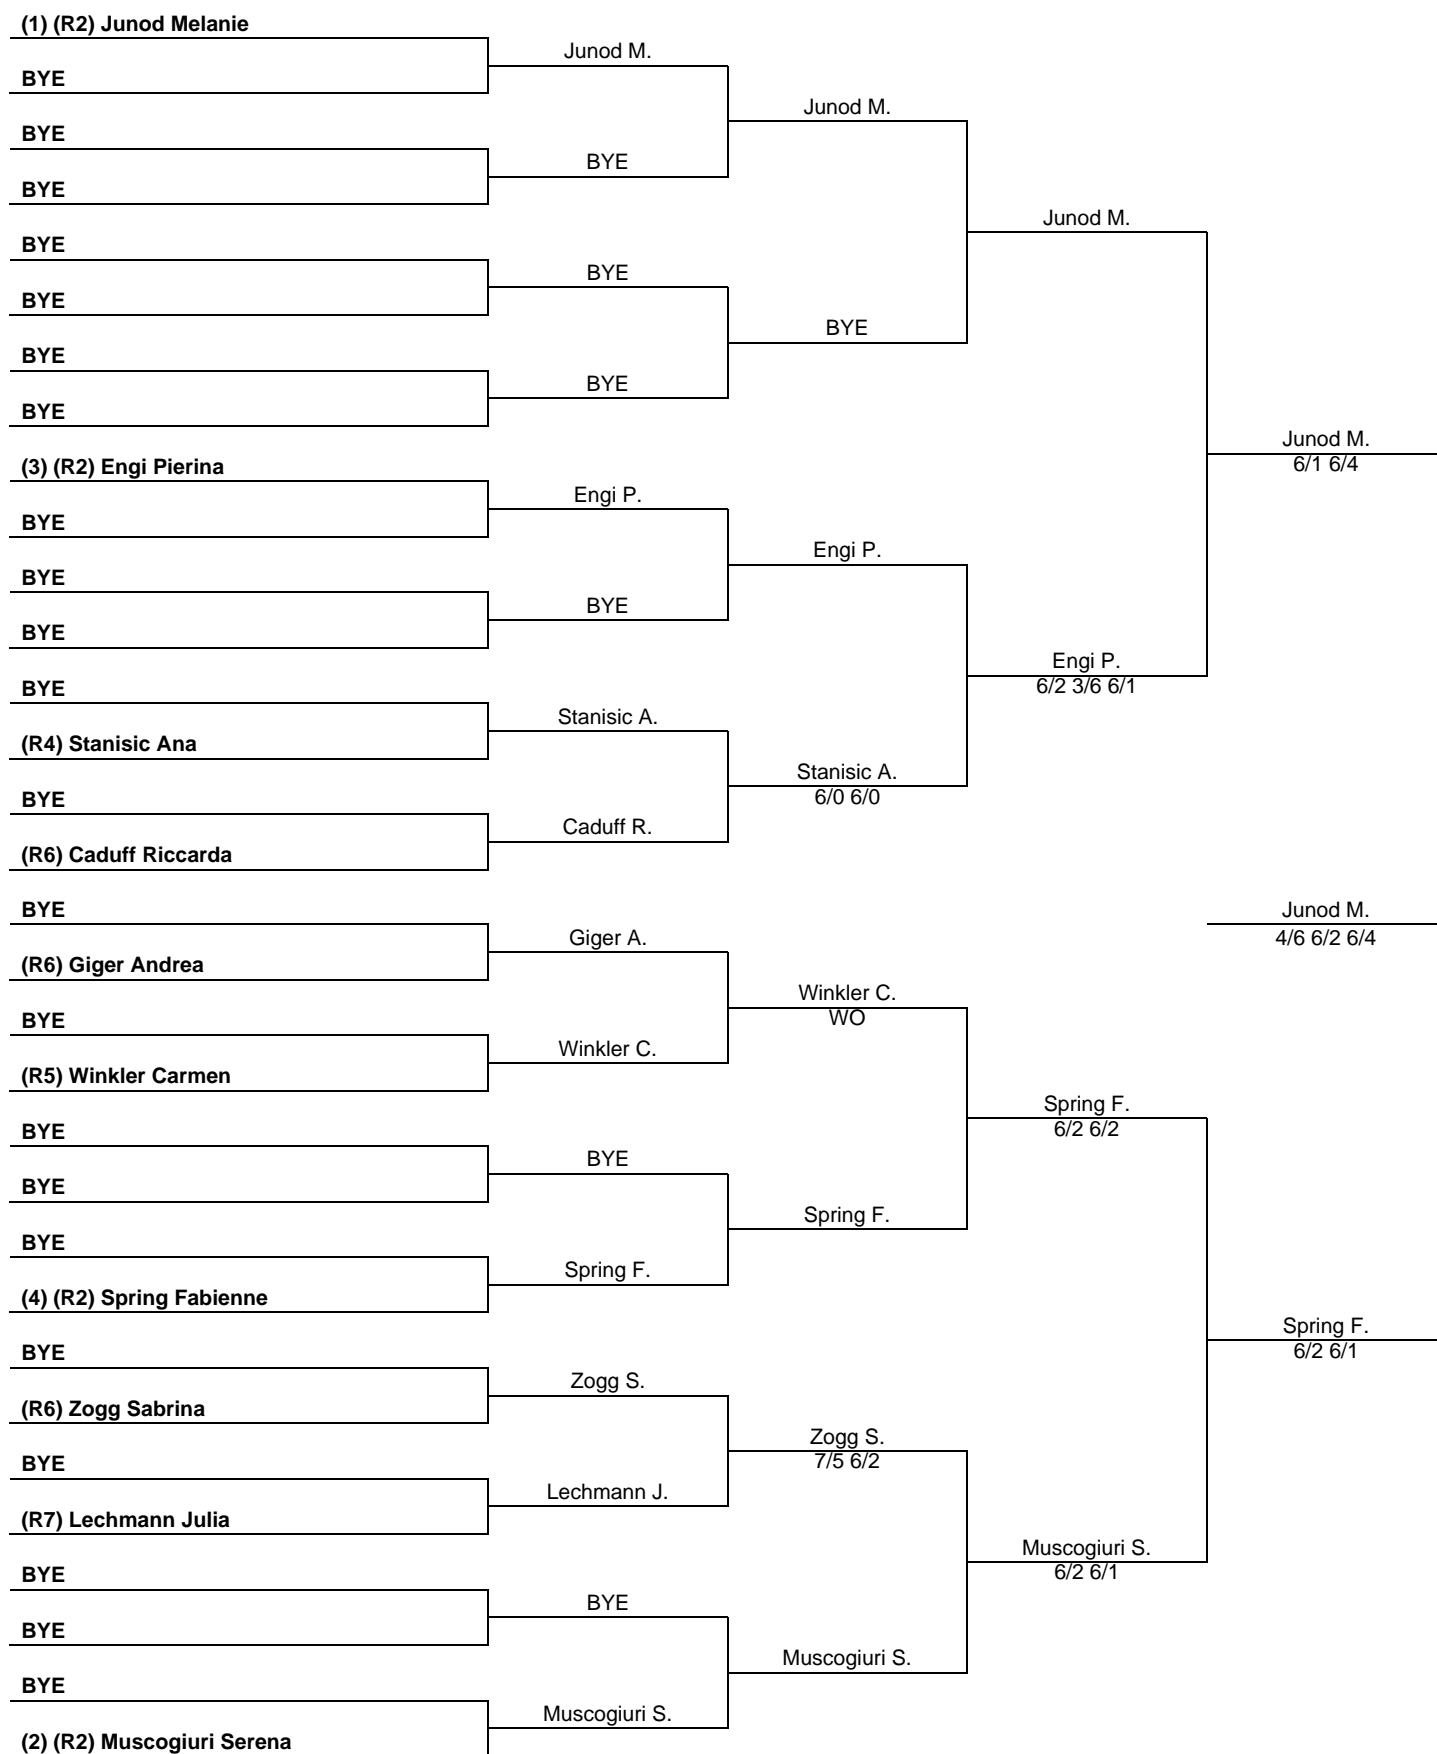 (1) (R2) Junod Melanie
BYE
BYE
BYE
BYE
BYE
BYE
BYE
(3) (R2) Engi Pierina
BYE
BYE
BYE
BYE
(R4) Stanisic Ana
BYE
(R6) Caduff Riccarda
BYE
(R6) Giger Andrea
BYE
(R5) Winkler Carmen
BYE
BYE
BYE
(4) (R2) Spring Fabienne
BYE
(R6) Zogg Sabrina
BYE
(R7) Lechmann Julia
BYE
BYE
BYE
(2) (R2) Muscogiuri Serena
Junod M.
BYE
BYE
BYE
Engi P.
BYE
Stanisic A.
Caduff R.
Giger A.
Winkler C.
BYE
Spring F.
Zogg S.
Lechmann J.
BYE
Muscogiuri S.
Junod M.
BYE
Engi P.
Stanisic A.
6/0 6/0
Winkler C.
WO
Spring F.
Zogg S.
7/5 6/2
Muscogiuri S.
Junod M.
Engi P.
6/2 3/6 6/1
Spring F.
6/2 6/2
Muscogiuri S.
6/2 6/1
Junod M.
6/1 6/4
Junod M.
4/6 6/2 6/4
Spring F.
6/2 6/1